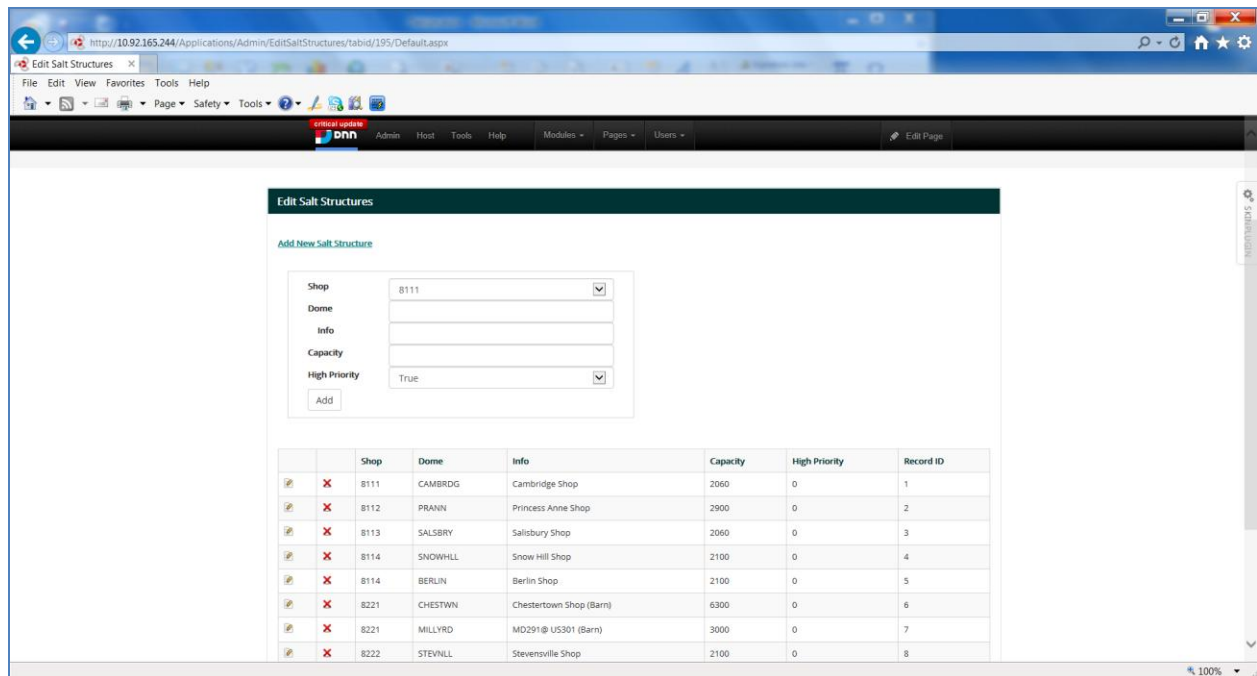 http://10.92.165.244/Applications/Admin/EditSaltStructures/tabid/195/Default.aspx
Edit Salt Structures
File Edit View Favorites Tools Help
Page Safety Tools
critical update
DNN Admin Host Tools Help Modules Pages Users Edit Page
SKINPLUGIN
Edit Salt Structures
Add New Salt Structure
Shop 8111
Dome
Info
Capacity
High Priority True
Add
Shop Dome Info Capacity High Priority Record ID
8111 CAMBRDG Cambridge Shop 2060 0 1
8112 PRANN Princess Anne Shop 2900 0 2
8113 SALSBRY Salisbury Shop 2060 0 3
8114 SNOWHLL Snow Hill Shop 2100 0 4
8114 BERLIN Berlin Shop 2100 0 5
8221 CHESTWN Chestertown Shop (Barn) 6300 0 6
8221 MILLYRD MD291@ US301 (Barn) 3000 0 7
8222 STEVNLL Stevensville Shop 2100 0 8
100%